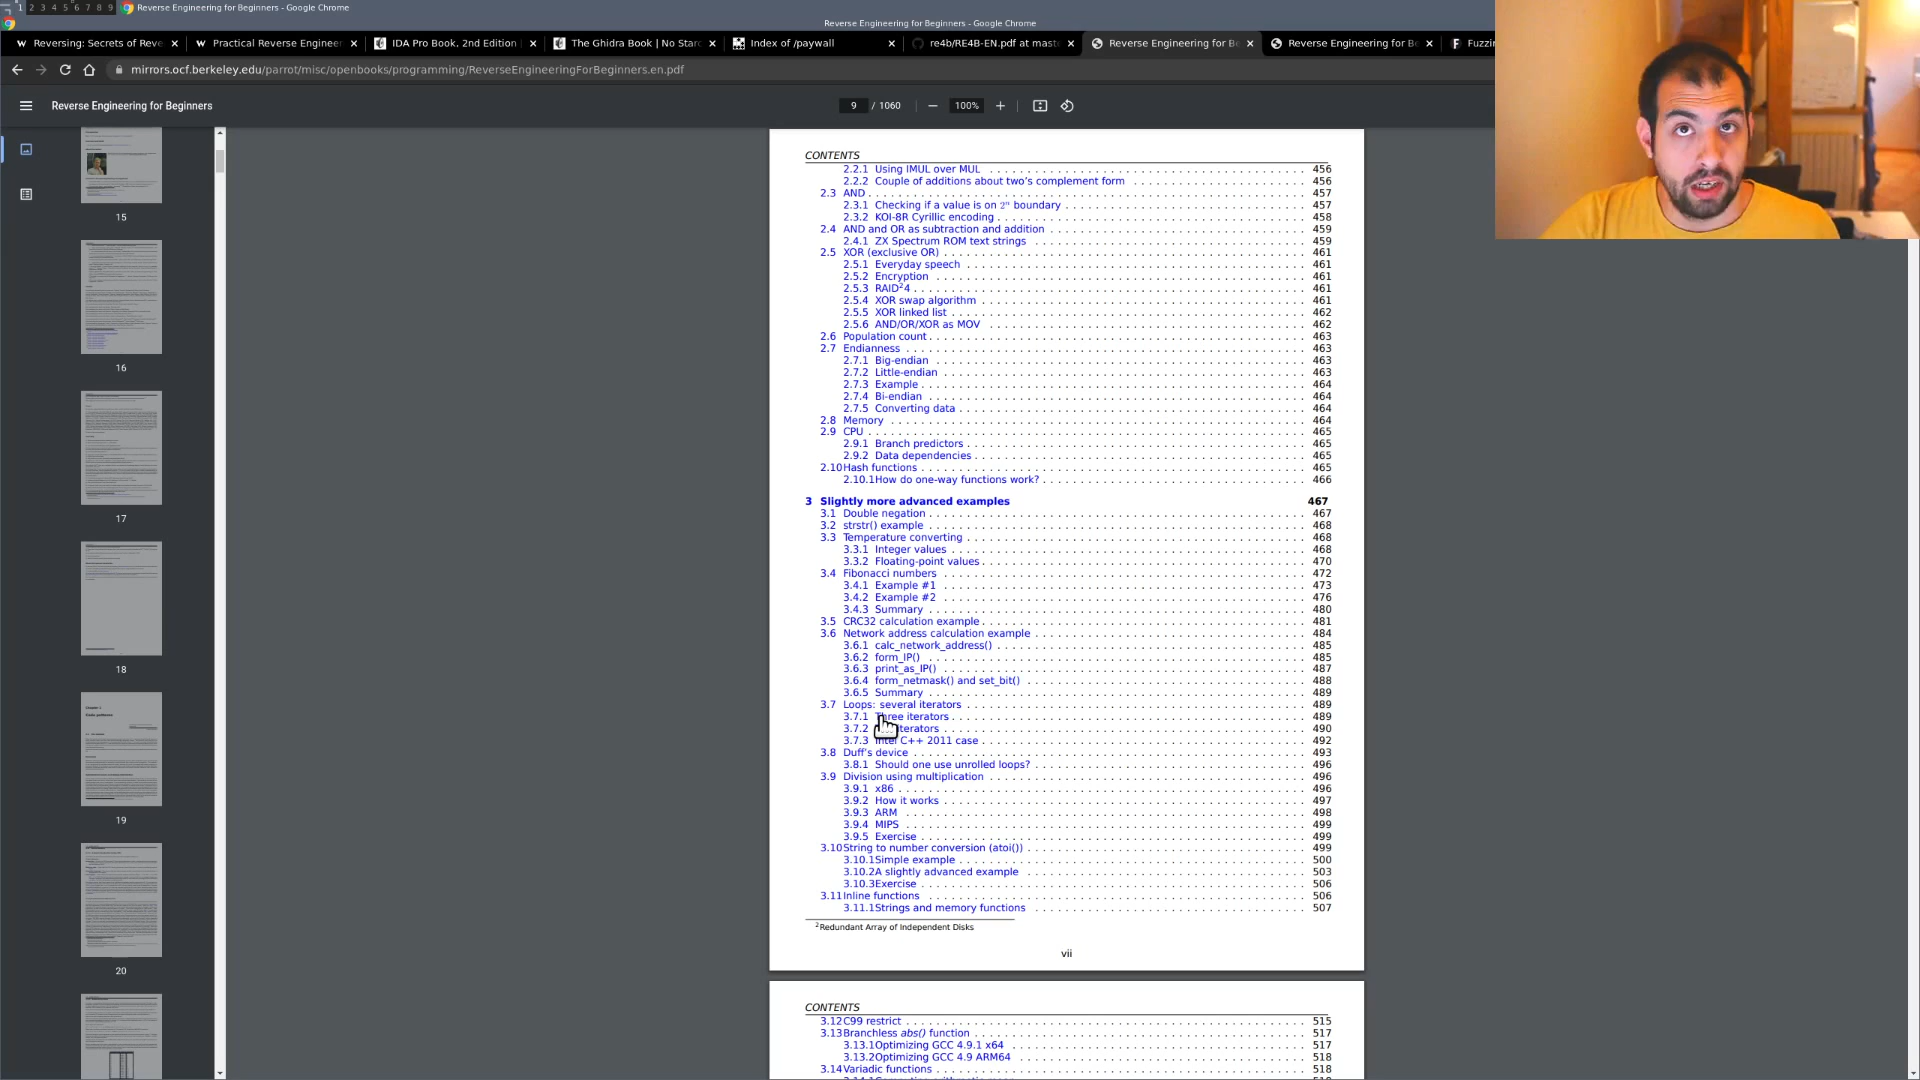 1 2 3 4 5 6 7 8 9 Reverse Engineering for Beginners - Google Chrome
Reverse Engineering for Beginners - Google Chrome
Reversing: Secrets of Reve
Practical Reverse Engineer
IDA Pro Book, 2nd Edition
The Ghidra Book | No Starc
Index of /paywall
re4b/RE4B-EN.pdf at mast
Reverse Engineering for B
Reverse Engineering for B
Fuzzin
mirrors.ocf.berkeley.edu/parrot/misc/openbooks/programming/ReverseEngineeringForBeginners.en.pdf
Reverse Engineering for Beginners
9 / 1060
100%
15
16
17
18
19
20
CONTENTS
2.2.1 Using IMUL over MUL 456
2.2.2 Couple of additions about two's complement form 456
2.3 AND 457
2.3.1 Checking if a value is on 2ⁿ boundary 457
2.3.2 KOI-8R Cyrillic encoding 458
2.4 AND and OR as subtraction and addition 459
2.4.1 ZX Spectrum ROM text strings 459
2.5 XOR (exclusive OR) 461
2.5.1 Everyday speech 461
2.5.2 Encryption 461
2.5.3 RAID²4 461
2.5.4 XOR swap algorithm 461
2.5.5 XOR linked list 462
2.5.6 AND/OR/XOR as MOV 462
2.6 Population count 463
2.7 Endianness 463
2.7.1 Big-endian 463
2.7.2 Little-endian 463
2.7.3 Example 464
2.7.4 Bi-endian 464
2.7.5 Converting data 464
2.8 Memory 464
2.9 CPU 465
2.9.1 Branch predictors 465
2.9.2 Data dependencies 465
2.10 Hash functions 465
2.10.1 How do one-way functions work? 466
3 Slightly more advanced examples 467
3.1 Double negation 467
3.2 strstr() example 468
3.3 Temperature converting 468
3.3.1 Integer values 468
3.3.2 Floating-point values 470
3.4 Fibonacci numbers 472
3.4.1 Example #1 473
3.4.2 Example #2 476
3.4.3 Summary 480
3.5 CRC32 calculation example 481
3.6 Network address calculation example 484
3.6.1 calc_network_address() 485
3.6.2 form_IP() 485
3.6.3 print_as_IP() 487
3.6.4 form_netmask() and set_bit() 488
3.6.5 Summary 489
3.7 Loops: several iterators 489
3.7.1 Three iterators 489
3.7.2 iterators 490
3.7.3 Intel C++ 2011 case 492
3.8 Duff's device 493
3.8.1 Should one use unrolled loops? 496
3.9 Division using multiplication 496
3.9.1 x86 496
3.9.2 How it works 497
3.9.3 ARM 498
3.9.4 MIPS 499
3.9.5 Exercise 499
3.10 String to number conversion (atoi()) 499
3.10.1 Simple example 500
3.10.2 A slightly advanced example 503
3.10.3 Exercise 506
3.11 Inline functions 506
3.11.1 Strings and memory functions 507
²Redundant Array of Independent Disks
vii
CONTENTS
3.12 C99 restrict 515
3.13 Branchless abs() function 517
3.13.1 Optimizing GCC 4.9.1 x64 517
3.13.2 Optimizing GCC 4.9 ARM64 518
3.14 Variadic functions 518